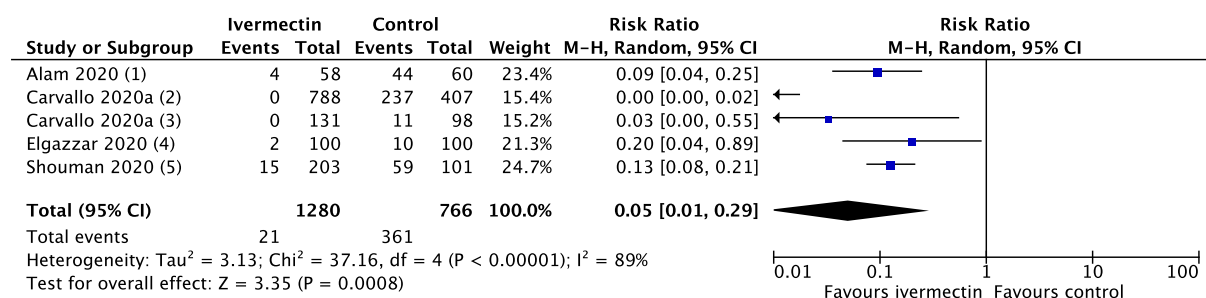 Ivermectin Control Risk Ratio Risk Ratio
Study or Subgroup Events Total Events Total Weight M-H, Random, 95% CI M-H, Random, 95% CI
Alam 2020 (1) 4 58 44 60 23.4% 0.09 [0.04, 0.25]
Carvallo 2020a (2) 0 788 237 407 15.4% 0.00 [0.00, 0.02]
Carvallo 2020a (3) 0 131 11 98 15.2% 0.03 [0.00, 0.55]
Elgazzar 2020 (4) 2 100 10 100 21.3% 0.20 [0.04, 0.89]
Shouman 2020 (5) 15 203 59 101 24.7% 0.13 [0.08, 0.21]
Total (95% CI) 1280 766 100.0% 0.05 [0.01, 0.29]
Total events 21 361
Heterogeneity: Tau² = 3.13; Chi² = 37.16, df = 4 (P < 0.00001); I² = 89%
Test for overall effect: Z = 3.35 (P = 0.0008)
0.01 0.1 1 10 100
Favours ivermectin Favours control